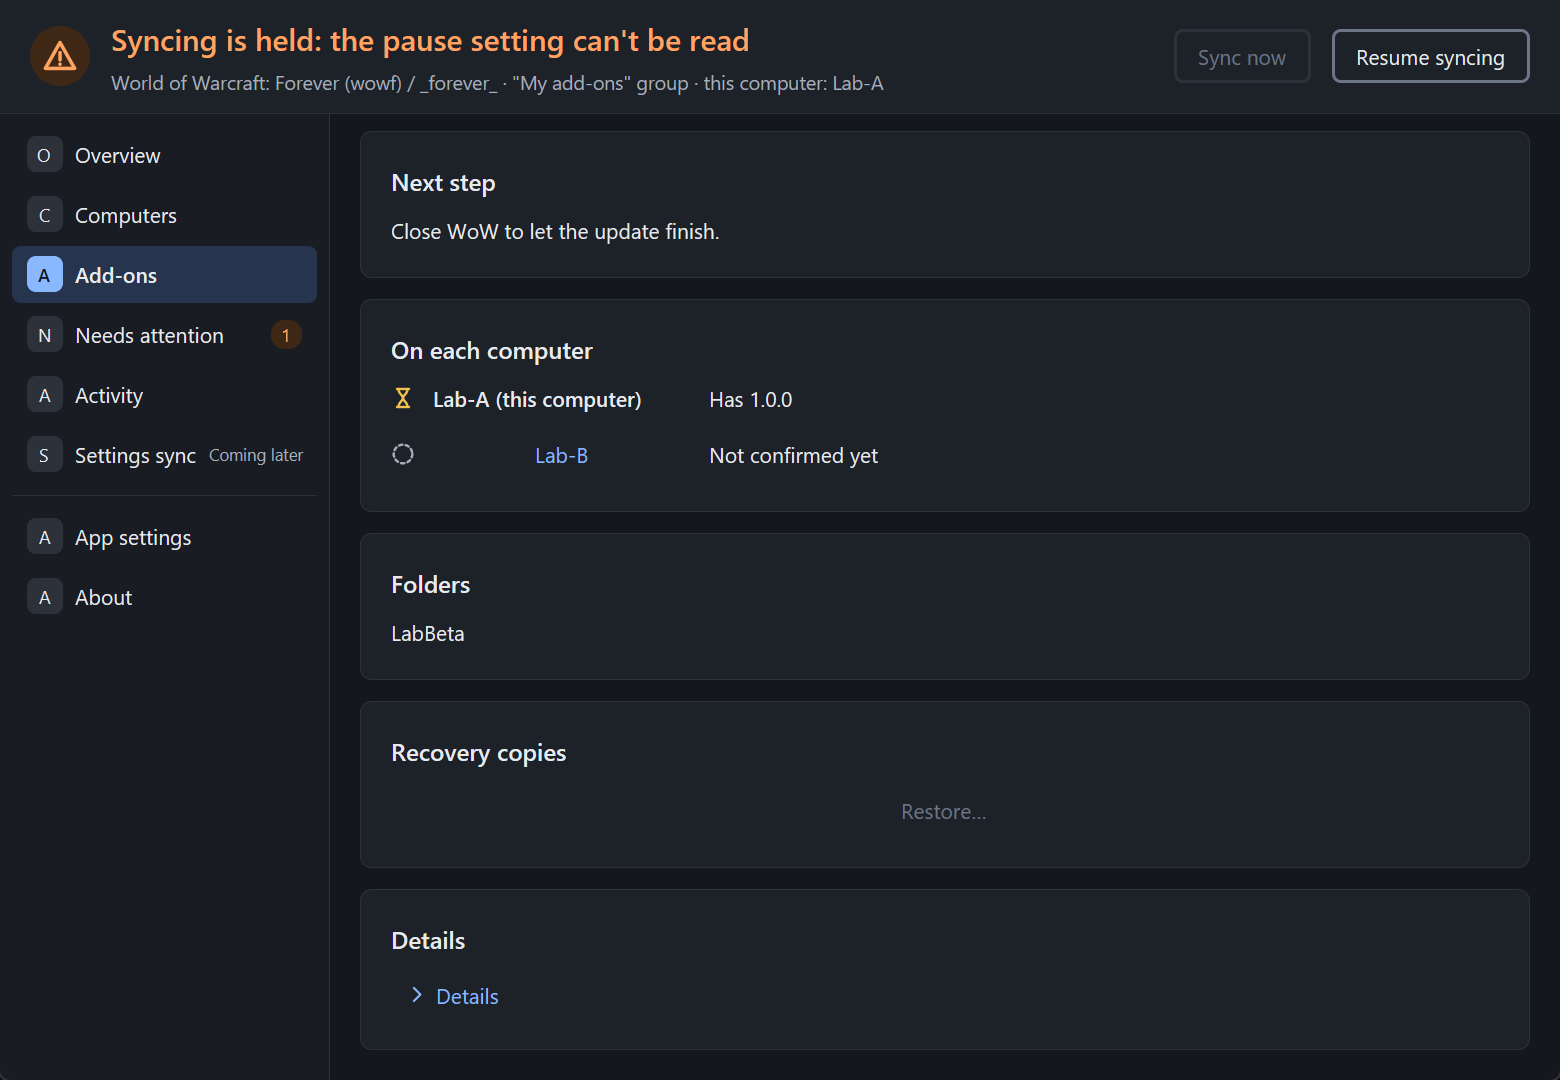 Syncing is held: the pause setting can't be read
World of Warcraft: Forever (wowf) / _forever_ · "My add-ons" group · this computer: Lab-A
Sync now
Resume syncing
O Overview
C Computers
A Add-ons
N Needs attention 1
A Activity
S Settings sync Coming later
A App settings
A About
Next step
Close WoW to let the update finish.
On each computer
Lab-A (this computer) Has 1.0.0
Lab-B Not confirmed yet
Folders
LabBeta
Recovery copies
Restore...
Details
Details